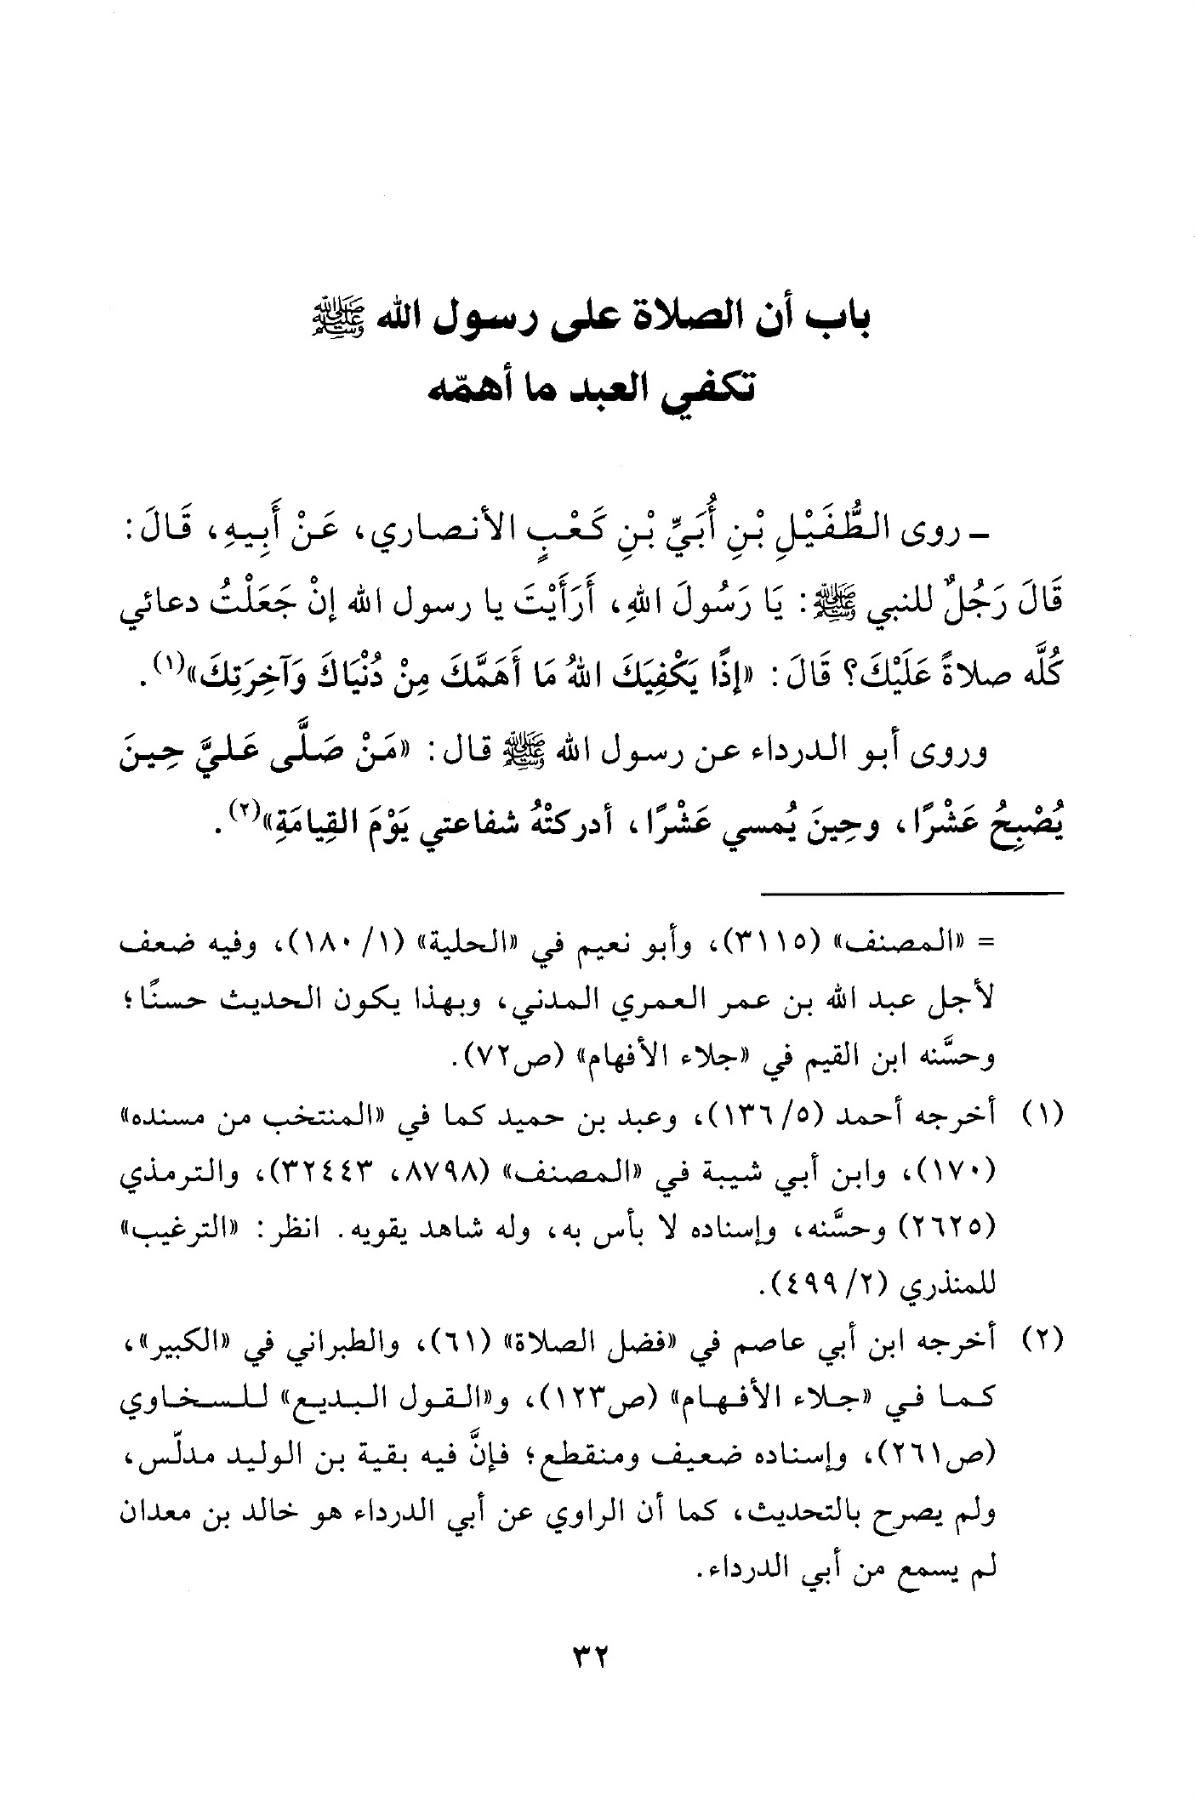 باب أن الصلاة على رسول الله ﷺ
تكفي العبد ما أهمّه
ـ روى الطُّفَيْلِ بْنِ أُبَيِّ بْنِ كَعْبٍ الأنصاري، عَنْ أَبِيهِ، قَالَ:
قَالَ رَجُلٌ للنبي ﷺ: يَا رَسُولَ اللهِ، أَرَأَيْتَ يا رسول الله إنْ جَعَلْتُ دعائي
كُلَّه صلاةً عَلَيْكَ؟ قَالَ: «إذًا يَكْفِيَكَ اللهُ مَا أَهَمَّكَ مِنْ دُنْيَاكَ وَآخِرَتِكَ»(١).
وروى أبو الدرداء عن رسول الله ﷺ قال: «مَنْ صَلَّى عَليَّ حِينَ
يُصْبِحُ عَشْرًا، وحِينَ يُمسي عَشْرًا، أدركتْهُ شفاعتي يَوْمَ القِيامَةِ»(٢).
= «المصنف» (٣١١٥)، وأبو نعيم في «الحلية» (١/ ١٨٠)، وفيه ضعف
لأجل عبد الله بن عمر العمري المدني، وبهذا يكون الحديث حسنًا؛
وحسَّنه ابن القيم في «جلاء الأفهام» (ص٧٢).
(١) أخرجه أحمد (٥/ ١٣٦)، وعبد بن حميد كما في «المنتخب من مسنده»
(١٧٠)، وابن أبي شيبة في «المصنف» (٨٧٩٨، ٣٢٤٤٣)، والترمذي
(٢٦٢٥) وحسَّنه، وإسناده لا بأس به، وله شاهد يقويه. انظر: «الترغيب»
للمنذري (٢/ ٤٩٩).
(٢) أخرجه ابن أبي عاصم في «فضل الصلاة» (٦١)، والطبراني في «الكبير»،
كما في «جلاء الأفهام» (ص١٢٣)، و«القول البديع» للسخاوي
(ص٢٦١)، وإسناده ضعيف ومنقطع؛ فإنَّ فيه بقية بن الوليد مدلّس،
ولم يصرح بالتحديث، كما أن الراوي عن أبي الدرداء هو خالد بن معدان
لم يسمع من أبي الدرداء.
٣٢